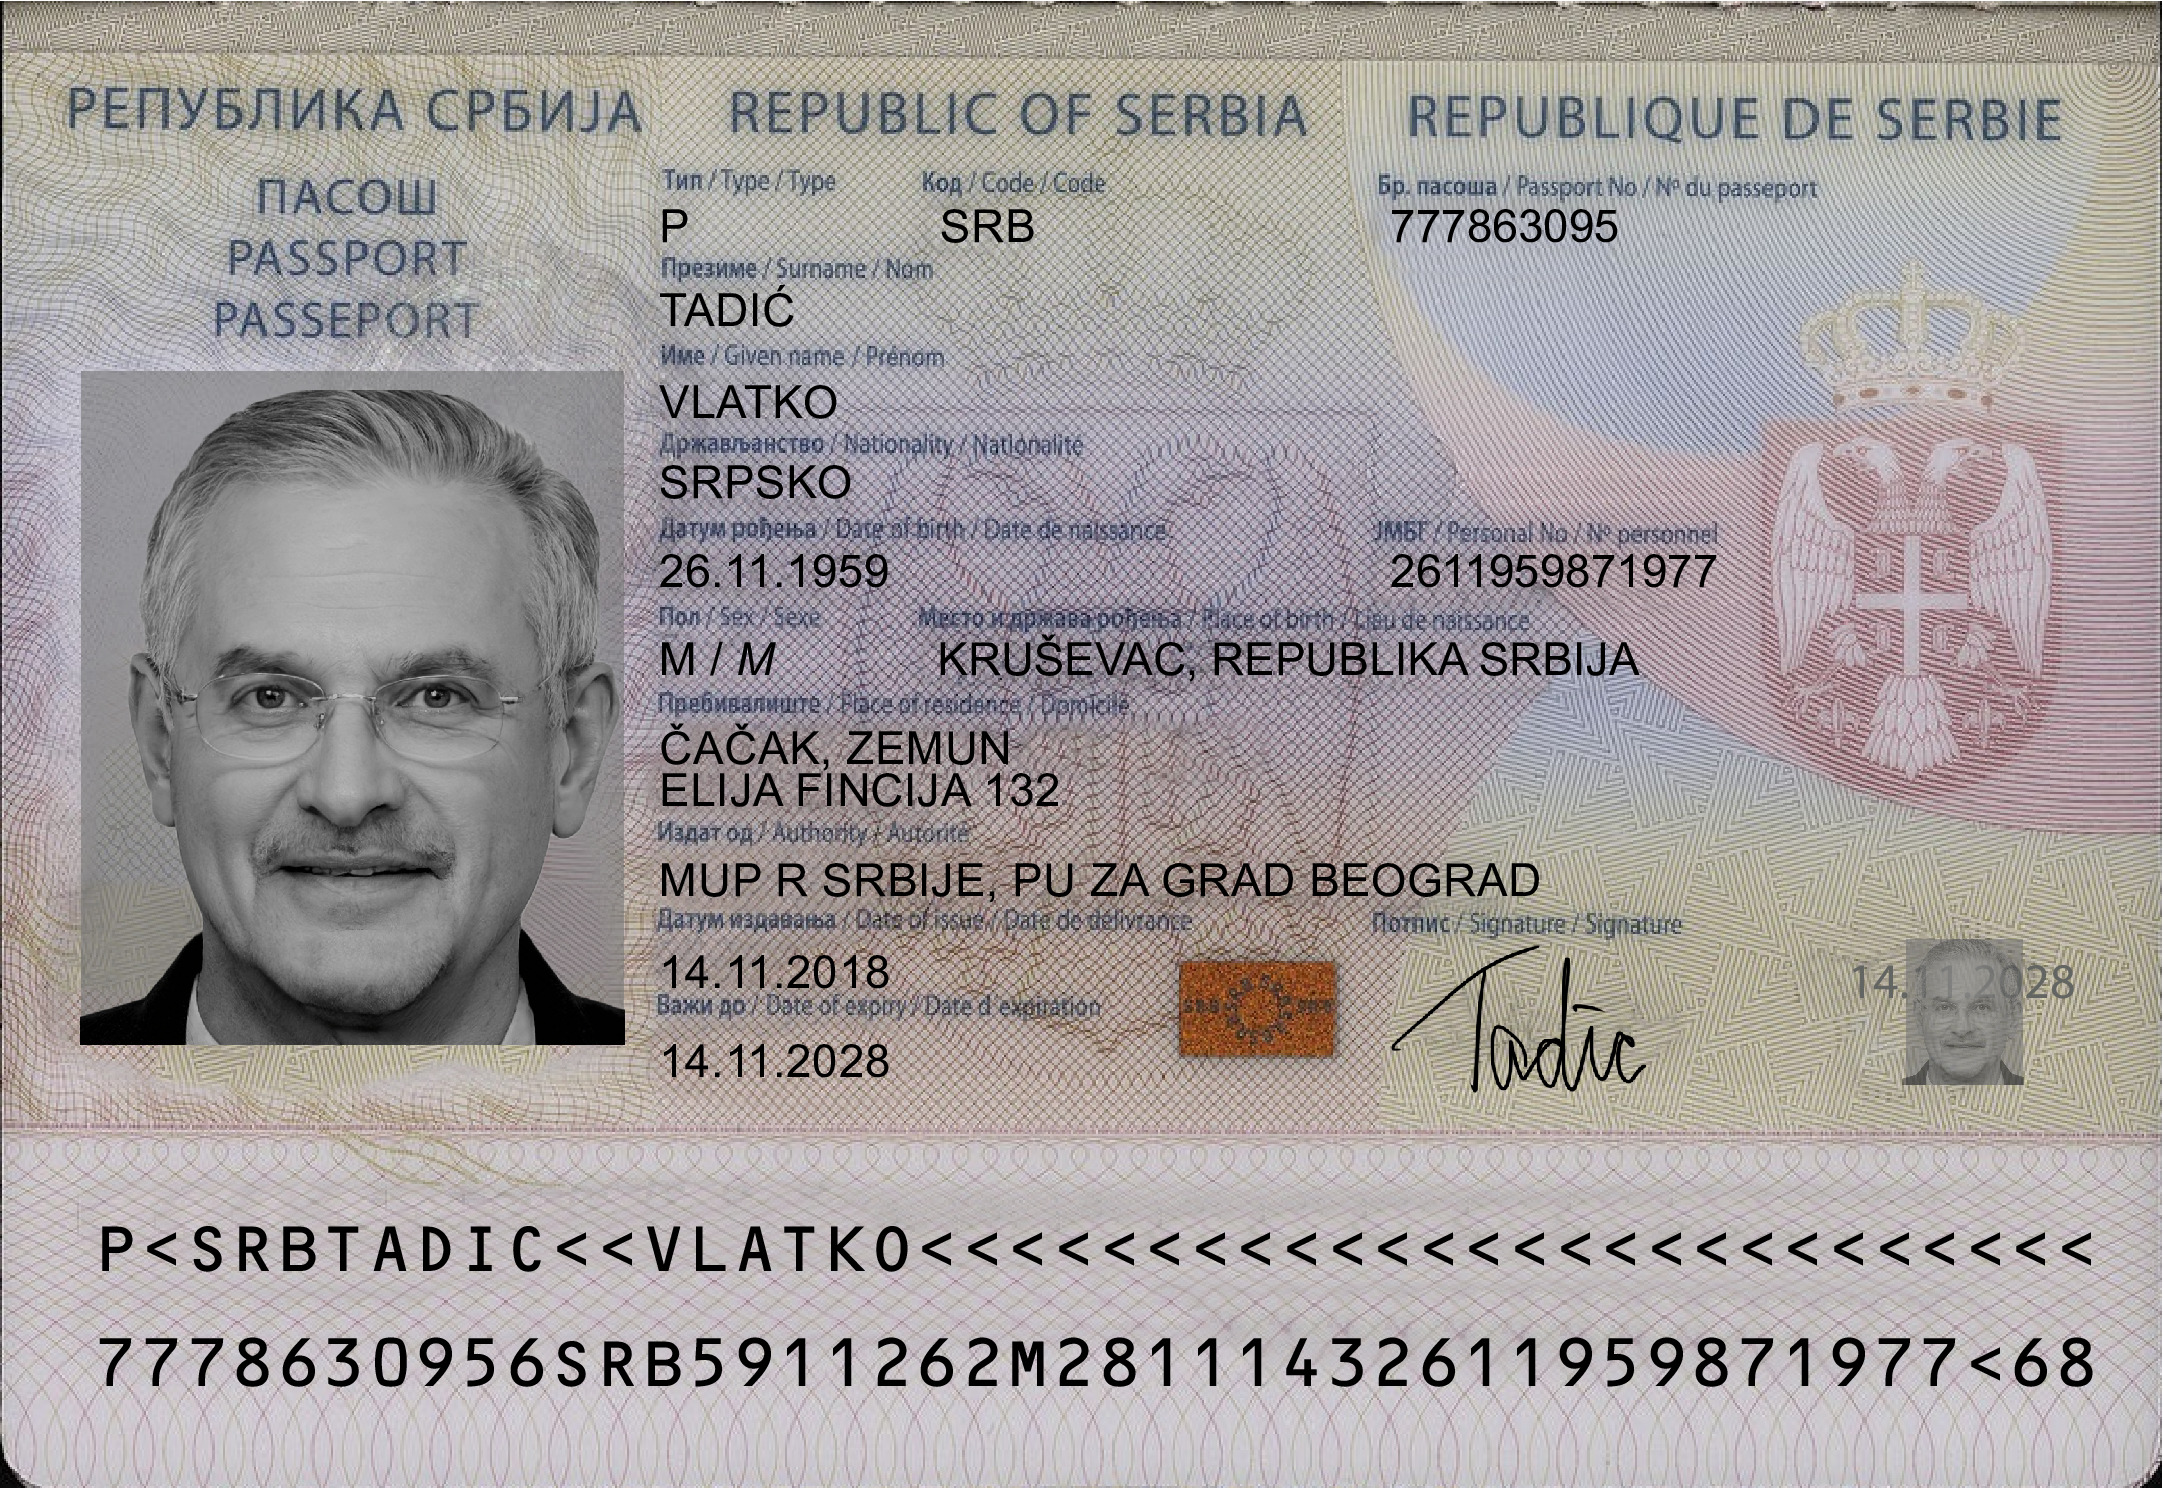 РЕПУБЛИКА СРБИЈА REPUBLIC OF SERBIA REPUBLIQUE DE SERBIE
ПАСОШ
PASSPORT
PASSEPORT
Тип / Type / Type Код / Code / Code Бр. пасоша / Passport No / Nº du passeport
P SRB 777863095
Презиме / Surname / Nom
TADIĆ
Име / Given name / Prénom
VLATKO
Држављанство / Nationality / Nationalité
SRPSKO
Датум рођења / Date of birth / Date de naissance ЈМБГ / Personal No / Nº personnel
26.11.1959 2611959871977
Пол / Sex / Sexe Место и држава рођења / Place of birth / Lieu de naissance
M / M KRUŠEVAC, REPUBLIKA SRBIJA
Пребивалиште / Place of residence / Domicile
ČAČAK, ZEMUN
ELIJA FINCIJA 132
Издат од / Authority / Autorité
MUP R SRBIJE, PU ZA GRAD BEOGRAD
Датум издавања / Date of issue / Date de délivrance Потпис / Signature / Signature
14.11.2018
Tadic
14.11.2028
Важи до / Date of expiry / Date d expiration
14.11.2028
P<SRBTADIC<<VLATKO<<<<<<<<<<<<<<<<<<<<<<<<<<
7778630956SRB5911262M28111432611959871977<68